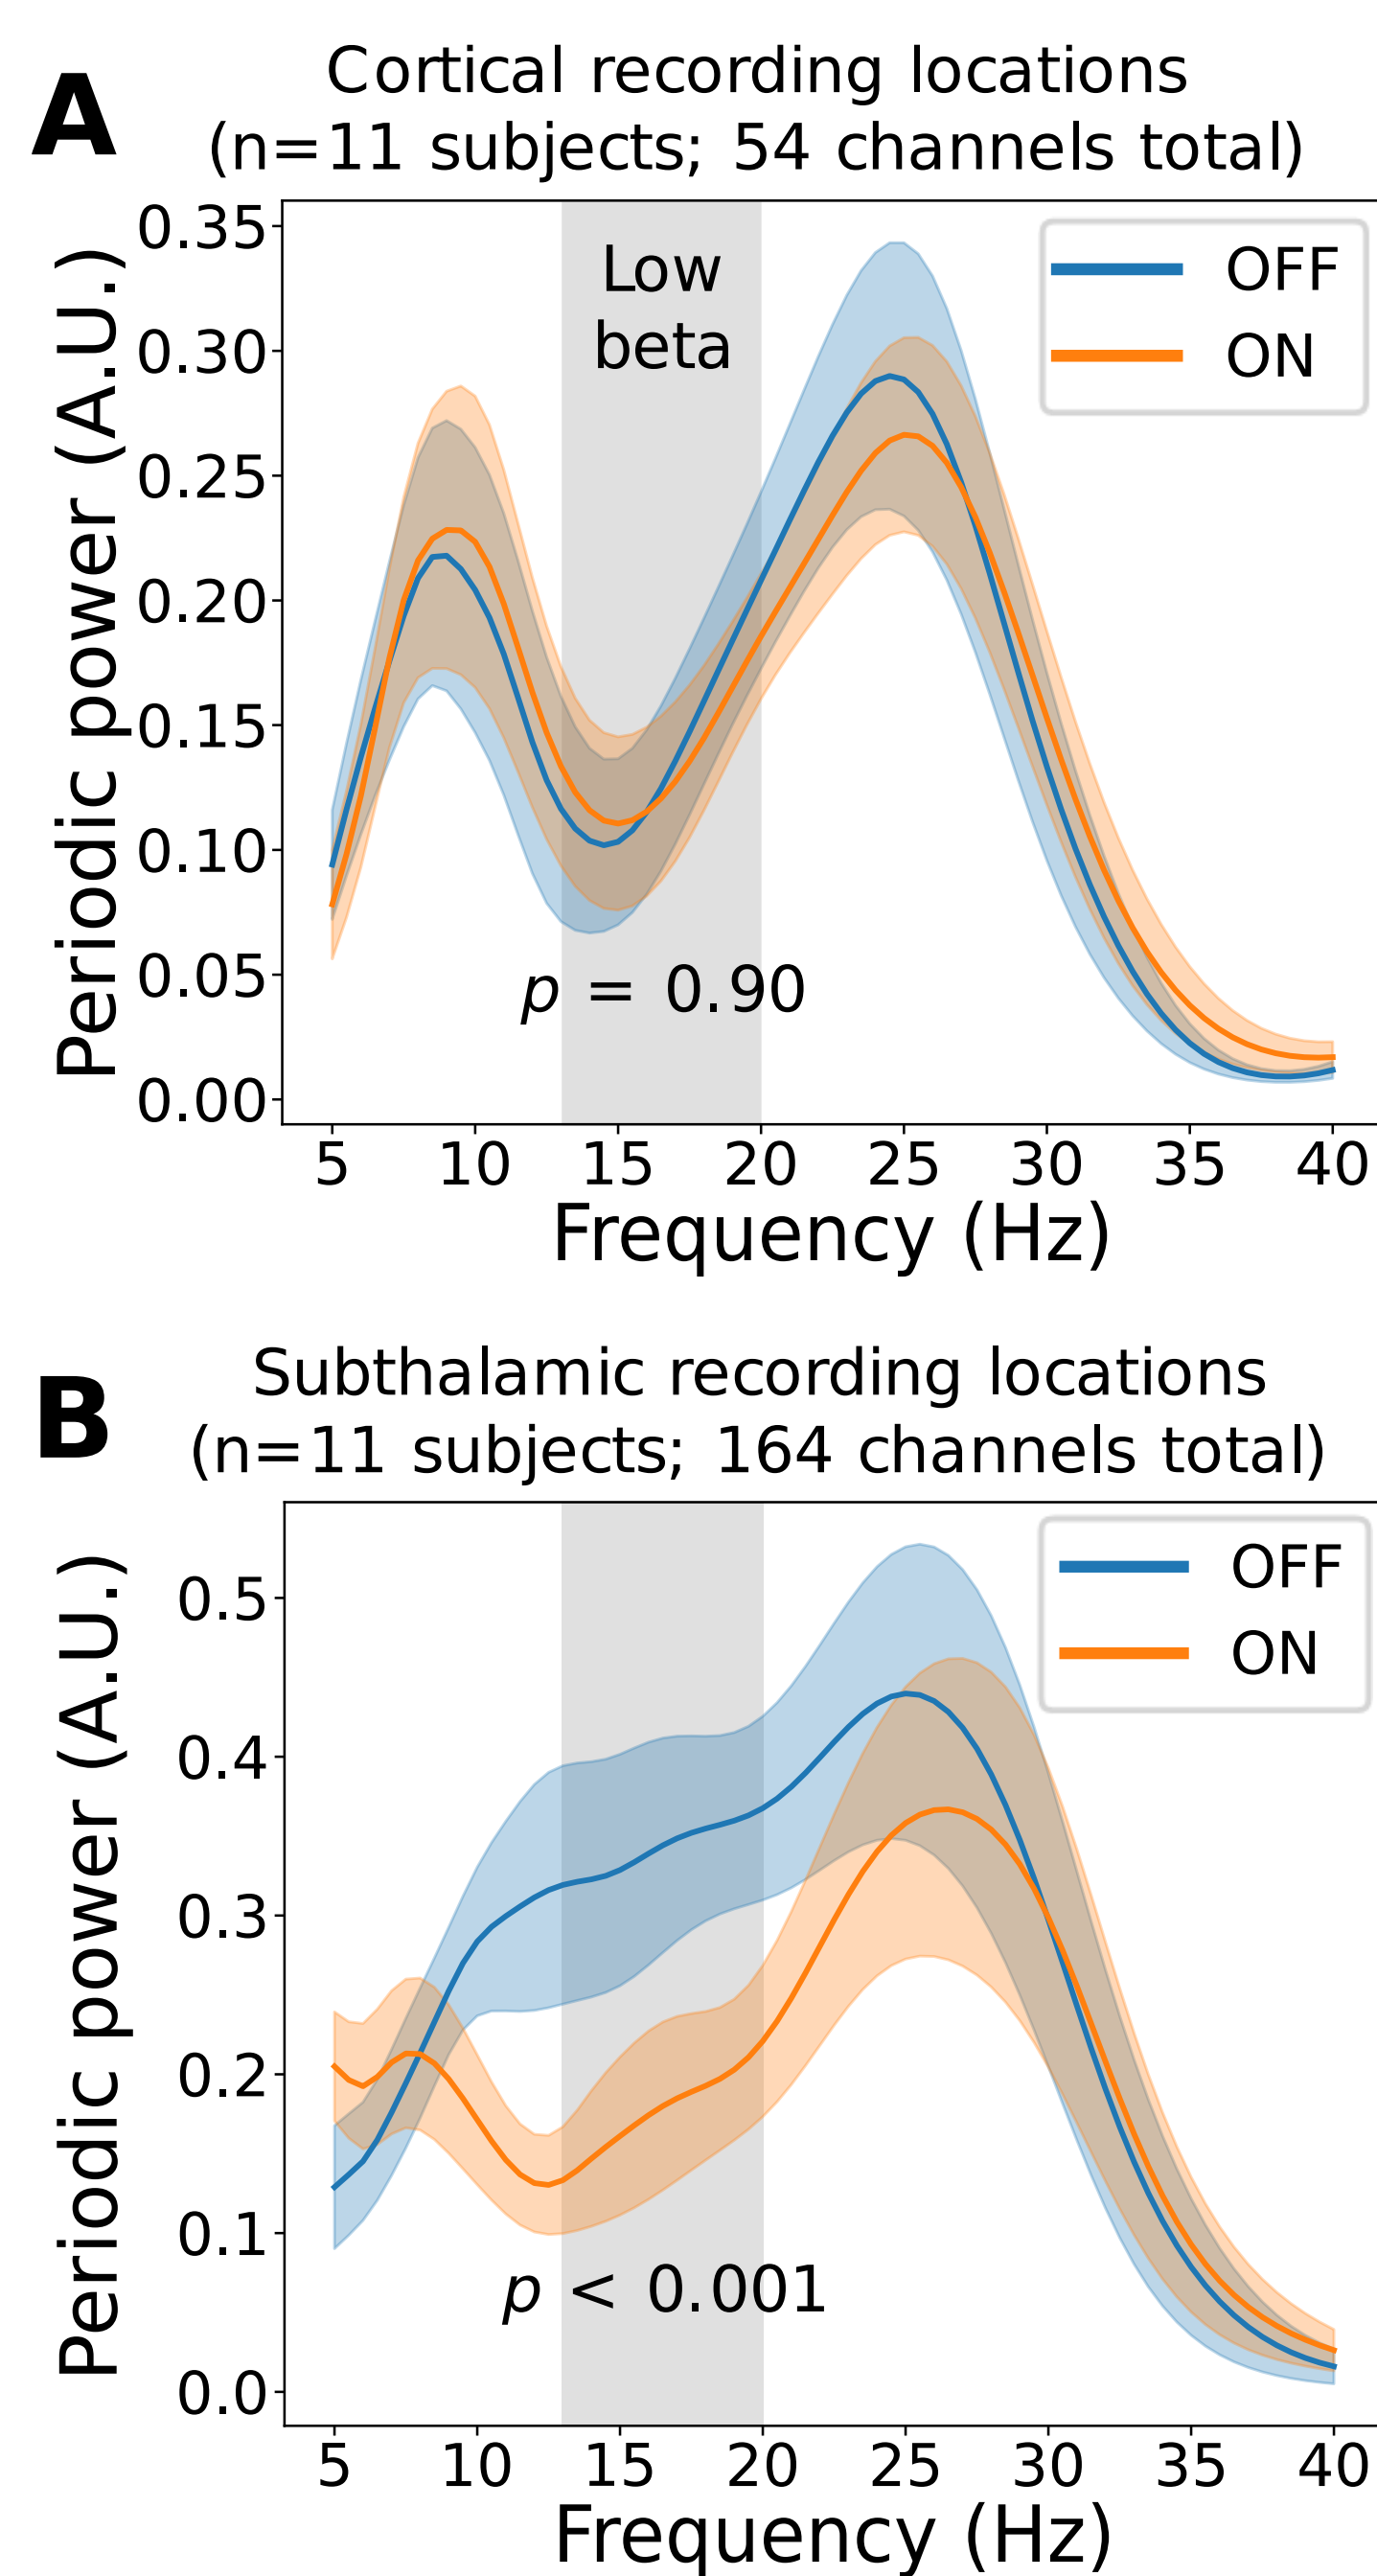 A
Cortical recording locations
(n=11 subjects; 54 channels total)
Periodic power (A.U.)
0.35
0.30
0.25
0.20
0.15
0.10
0.05
0.00
Low
beta
OFF
ON
p = 0.90
5 10 15 20 25 30 35 40
Frequency (Hz)
B
Subthalamic recording locations
(n=11 subjects; 164 channels total)
Periodic power (A.U.)
0.5
0.4
0.3
0.2
0.1
0.0
OFF
ON
p < 0.001
5 10 15 20 25 30 35 40
Frequency (Hz)